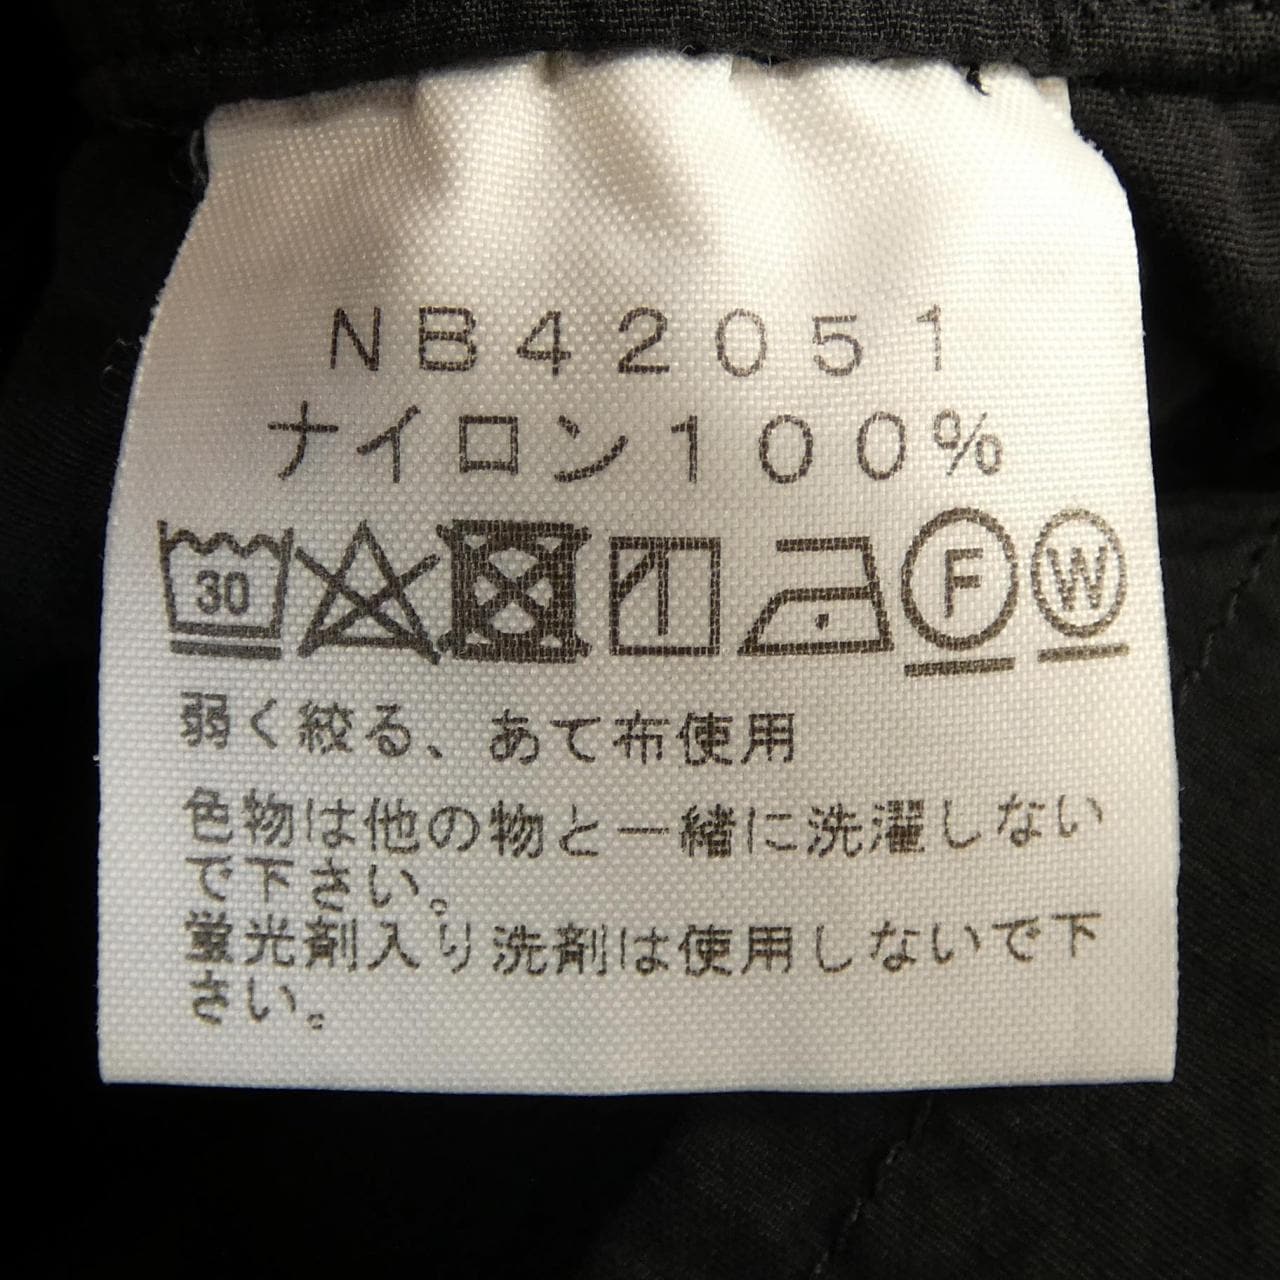 NB42051
ナイロン100%
30 F W
弱く絞る、あて布使用
色物は他の物と一緒に洗濯しない
で下さい。
蛍光剤入り洗剤は使用しないで下
さい。